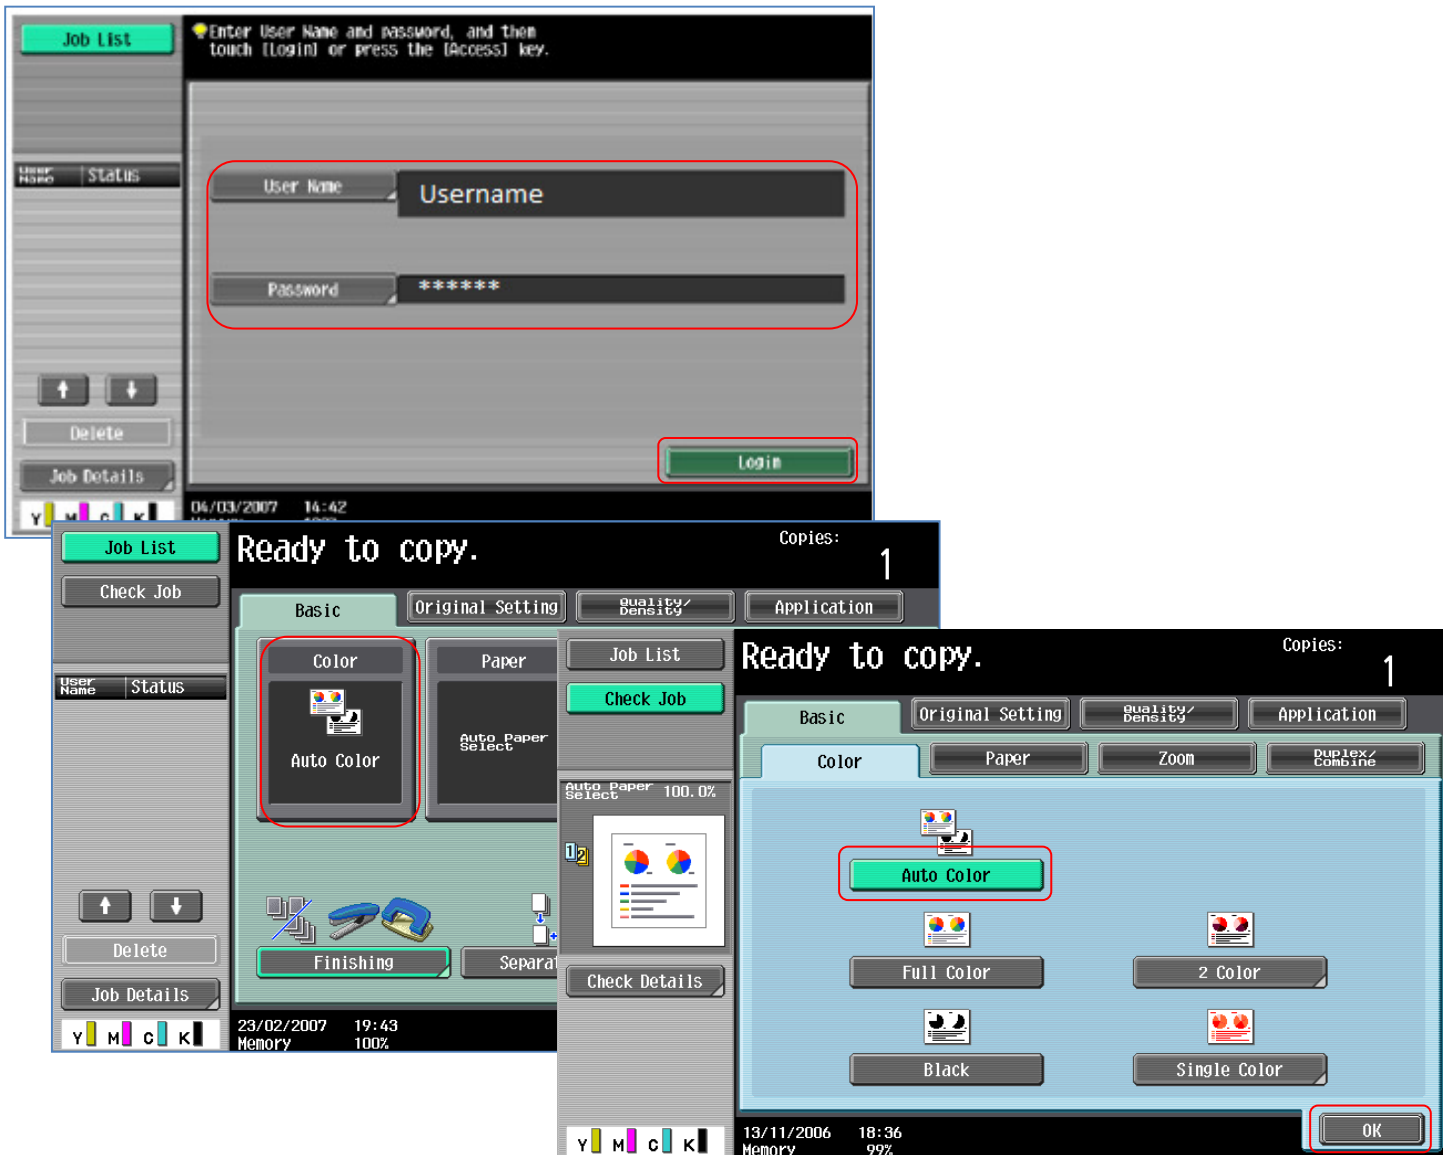 Job List
Enter User Name and password, and then
touch [Login] or press the [Access] key.
User Name
Status
User Name
Username
Password
******
Delete
Login
Job Details
04/03/2007 14:42
Y M C K
Job List
Ready to copy.
Copies:
1
Check Job
Basic
Original Setting
Quality/
Density
Application
Color
Paper
User
Name
Status
Auto Color
Auto Paper
Select
Delete
Finishing
Separat
Job Details
23/02/2007 19:43
Memory 100%
Y M C K
Job List
Ready to copy.
Copies:
1
Check Job
Basic
Original Setting
Quality/
Density
Application
Color
Paper
Zoom
Duplex/
Combine
Auto Paper
Select
100.0%
1 2
Auto Color
Full Color
2 Color
Check Details
Black
Single Color
OK
13/11/2006 18:36
Memory 99%
Y M C K